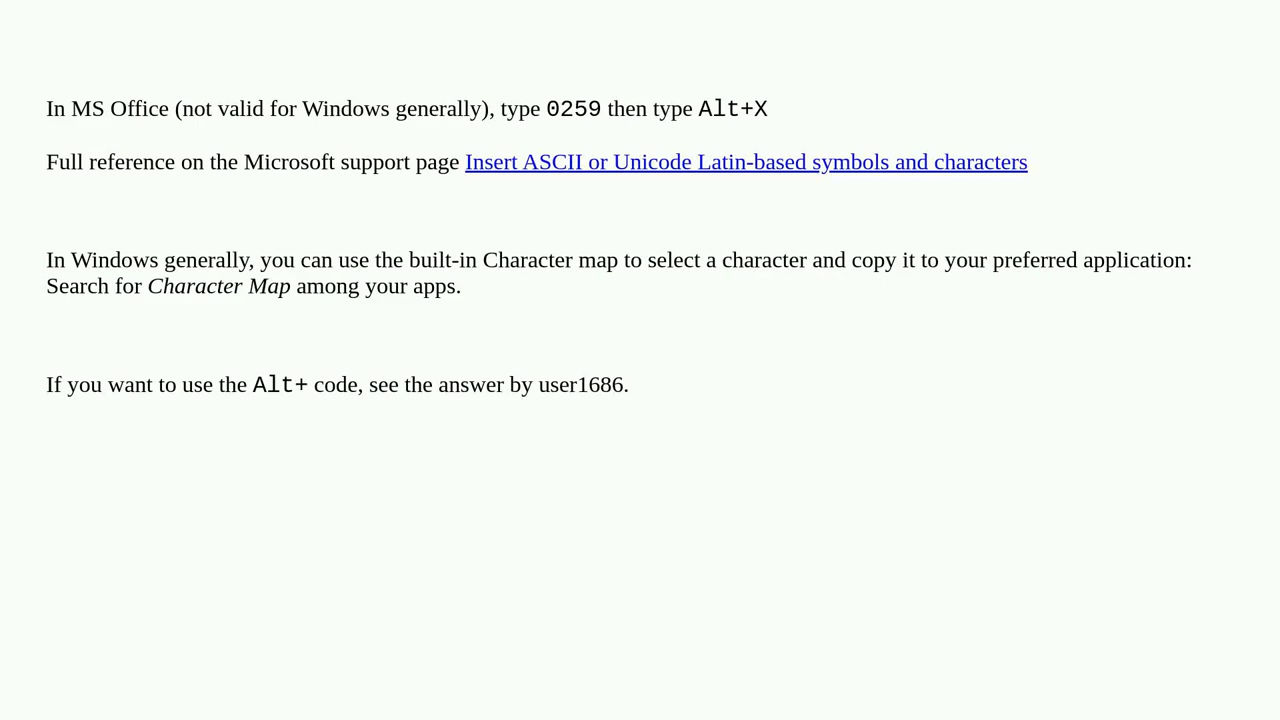 In MS Office (not valid for Windows generally), type 0259 then type Alt+X
Full reference on the Microsoft support page Insert ASCII or Unicode Latin-based symbols and characters
In Windows generally, you can use the built-in Character map to select a character and copy it to your preferred application:
Search for Character Map among your apps.
If you want to use the Alt+ code, see the answer by user1686.